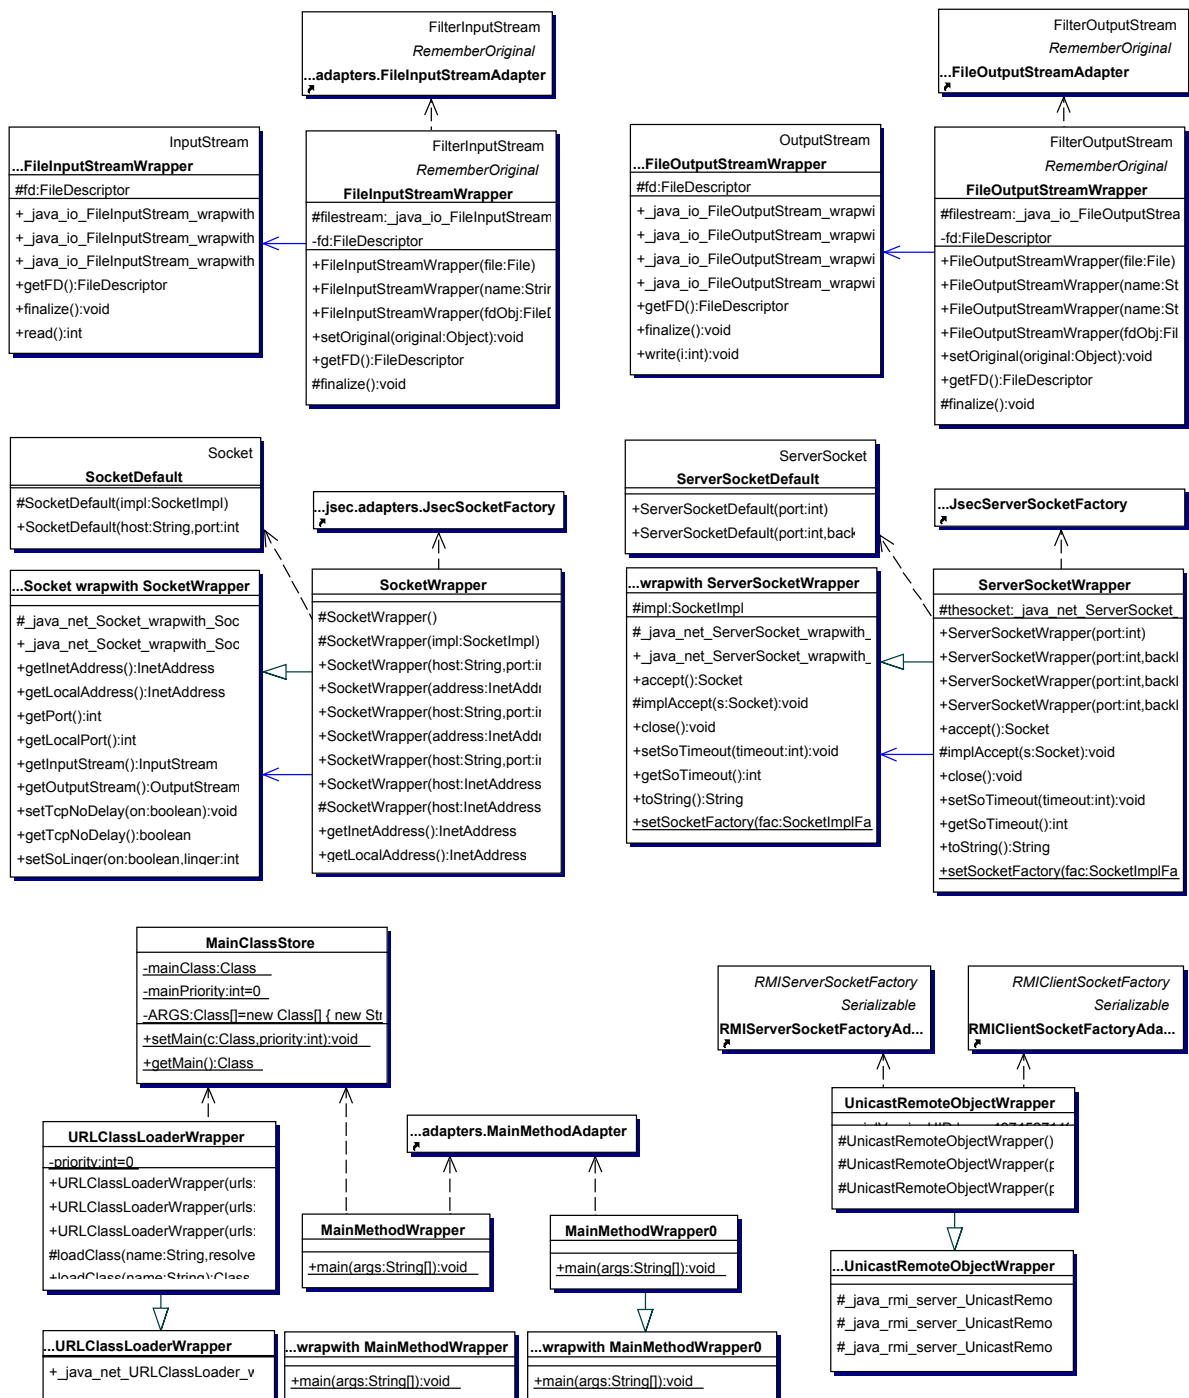 FilterInputStream
RememberOriginal
...adapters.FileInputStreamAdapter
FilterOutputStream
RememberOriginal
...FileOutputStreamAdapter
InputStream
...FileInputStreamWrapper
#fd:FileDescriptor
+_java_io_FileInputStream_wrapwith
+_java_io_FileInputStream_wrapwith
+_java_io_FileInputStream_wrapwith
+getFD():FileDescriptor
+finalize():void
+read():int
FilterInputStream
RememberOriginal
FileInputStreamWrapper
#filestream:_java_io_FileInputStream
-fd:FileDescriptor
+FileInputStreamWrapper(file:File)
+FileInputStreamWrapper(name:Strin
+FileInputStreamWrapper(fdObj:FileD
+setOriginal(original:Object):void
+getFD():FileDescriptor
#finalize():void
OutputStream
...FileOutputStreamWrapper
#fd:FileDescriptor
+_java_io_FileOutputStream_wrapwi
+_java_io_FileOutputStream_wrapwi
+_java_io_FileOutputStream_wrapwi
+_java_io_FileOutputStream_wrapwi
+getFD():FileDescriptor
+finalize():void
+write(i:int):void
FilterOutputStream
RememberOriginal
FileOutputStreamWrapper
#filestream:_java_io_FileOutputStrea
-fd:FileDescriptor
+FileOutputStreamWrapper(file:File)
+FileOutputStreamWrapper(name:St
+FileOutputStreamWrapper(name:St
+FileOutputStreamWrapper(fdObj:Fil
+setOriginal(original:Object):void
+getFD():FileDescriptor
#finalize():void
Socket
SocketDefault
#SocketDefault(impl:SocketImpl)
+SocketDefault(host:String,port:int
...jsec.adapters.JsecSocketFactory
ServerSocket
ServerSocketDefault
+ServerSocketDefault(port:int)
+ServerSocketDefault(port:int,back
...JsecServerSocketFactory
...Socket wrapwith SocketWrapper
#_java_net_Socket_wrapwith_Soc
+_java_net_Socket_wrapwith_Soc
+getInetAddress():InetAddress
+getLocalAddress():InetAddress
+getPort():int
+getLocalPort():int
+getInputStream():InputStream
+getOutputStream():OutputStream
+setTcpNoDelay(on:boolean):void
+getTcpNoDelay():boolean
+setSoLinger(on:boolean,linger:int
SocketWrapper
#SocketWrapper()
#SocketWrapper(impl:SocketImpl)
+SocketWrapper(host:String,port:in
+SocketWrapper(address:InetAddr
+SocketWrapper(host:String,port:in
+SocketWrapper(address:InetAddr
+SocketWrapper(host:String,port:in
+SocketWrapper(host:InetAddress
#SocketWrapper(host:InetAddress
+getInetAddress():InetAddress
+getLocalAddress():InetAddress
...wrapwith ServerSocketWrapper
#impl:SocketImpl
#_java_net_ServerSocket_wrapwith_
+_java_net_ServerSocket_wrapwith_
+accept():Socket
#implAccept(s:Socket):void
+close():void
+setSoTimeout(timeout:int):void
+getSoTimeout():int
+toString():String
+setSocketFactory(fac:SocketImplFa
ServerSocketWrapper
#thesocket:_java_net_ServerSocket_
+ServerSocketWrapper(port:int)
+ServerSocketWrapper(port:int,backl
+ServerSocketWrapper(port:int,backl
+ServerSocketWrapper(port:int,backl
+accept():Socket
#implAccept(s:Socket):void
+close():void
+setSoTimeout(timeout:int):void
+getSoTimeout():int
+toString():String
+setSocketFactory(fac:SocketImplFa
MainClassStore
-mainClass:Class
-mainPriority:int=0
-ARGS:Class[]=new Class[] { new Stri
+setMain(c:Class,priority:int):void
+getMain():Class
RMIServerSocketFactory
Serializable
RMIServerSocketFactoryAd...
RMIClientSocketFactory
Serializable
RMIClientSocketFactoryAda...
URLClassLoaderWrapper
-priority:int=0
+URLClassLoaderWrapper(urls:
+URLClassLoaderWrapper(urls:
+URLClassLoaderWrapper(urls:
#loadClass(name:String,resolve
+loadClass(name:String):Class
...adapters.MainMethodAdapter
MainMethodWrapper
+main(args:String[]):void
MainMethodWrapper0
+main(args:String[]):void
UnicastRemoteObjectWrapper
#UnicastRemoteObjectWrapper()
#UnicastRemoteObjectWrapper(p
#UnicastRemoteObjectWrapper(p
...UnicastRemoteObjectWrapper
#_java_rmi_server_UnicastRemo
#_java_rmi_server_UnicastRemo
#_java_rmi_server_UnicastRemo
...URLClassLoaderWrapper
+_java_net_URLClassLoader_v
...wrapwith MainMethodWrapper
+main(args:String[]):void
...wrapwith MainMethodWrapper0
+main(args:String[]):void